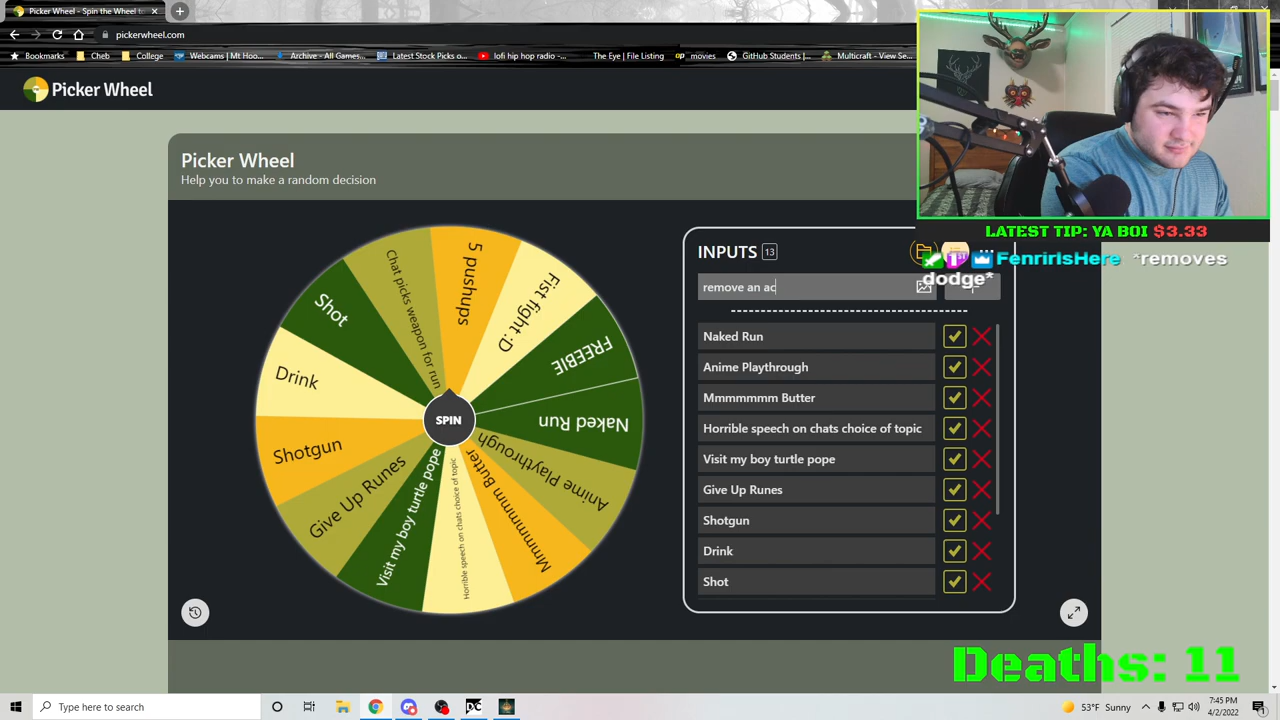 Picker Wheel - Spin the Wheel to
pickerwheel.com
Bookmarks Cheb College Webcams | Mt Hoo... Archive - All Games... Latest Stock Picks o... lofi hip hop radio -... The Eye | File Listing op movies GitHub Students |... Multicraft - View Se...
Picker Wheel
Picker Wheel
Help you to make a random decision
LATEST TIP: YA BOI $3.33
FenrirIsHere *removes
dodge*
INPUTS 13
remove an ac
Naked Run
Anime Playthrough
Mmmmmmm Butter
Horrible speech on chats choice of topic
Visit my boy turtle pope
Give Up Runes
Shotgun
Drink
Shot
5 pushups
Fist fight :D
FREEBIE
Naked Run
Anime Playthrough
Mmmmmmm Butter
Horrible speech on chats choice of topic
Visit my boy turtle pope
Give Up Runes
Shotgun
Drink
Shot
Chat picks weapon for run
SPIN
Deaths: 11
Type here to search
DC
53°F Sunny
7:45 PM
4/2/2022
1